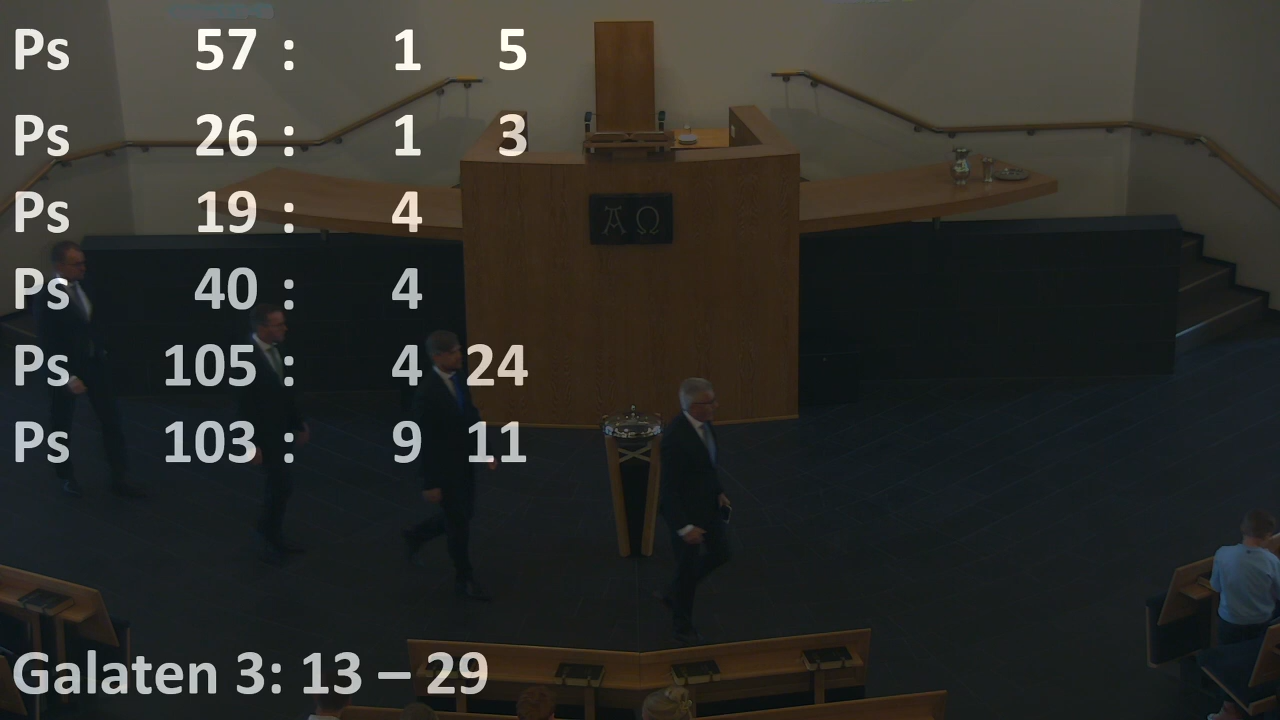 Ps 57 : 1 5
Ps 26 : 1 3
Ps 19 : 4
Ps 40 : 4
Ps 105 : 4 24
Ps 103 : 9 11
Α Ω
Galaten 3: 13 – 29